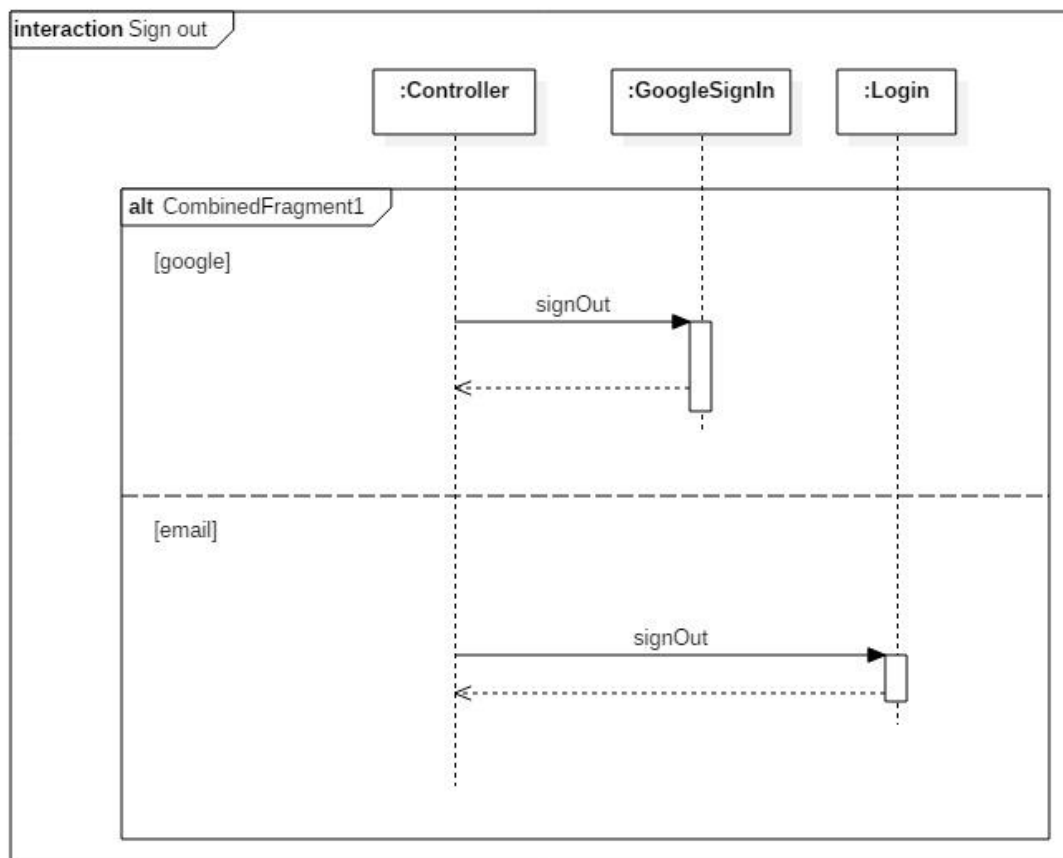 interaction Sign out
:Controller
:GoogleSignIn
:Login
alt CombinedFragment1
[google]
signOut
[email]
signOut